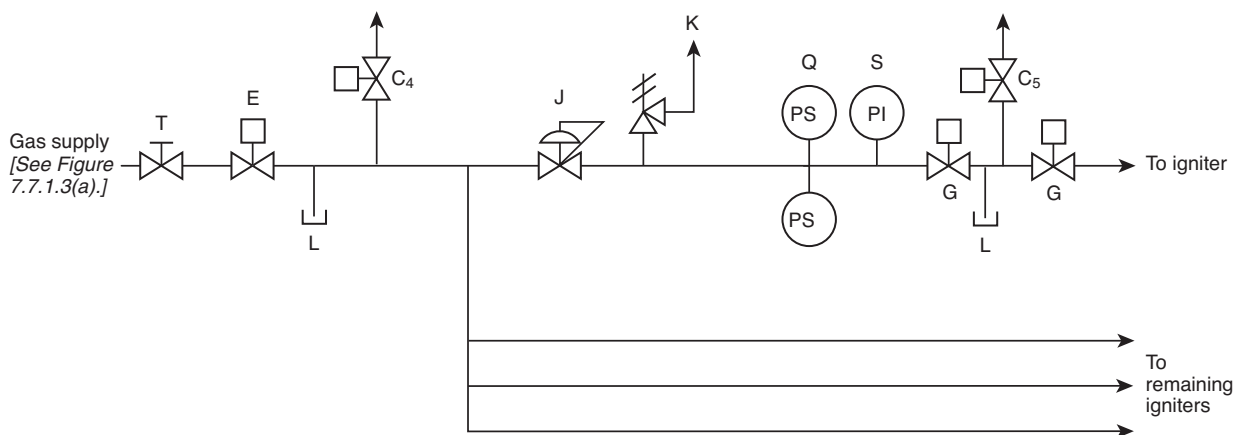 K
Q
S
C₄
C₅
J
E
T
PS
PI
Gas supply
[See Figure
7.7.1.3(a).]
To igniter
G
G
PS
L
L
To
remaining
igniters